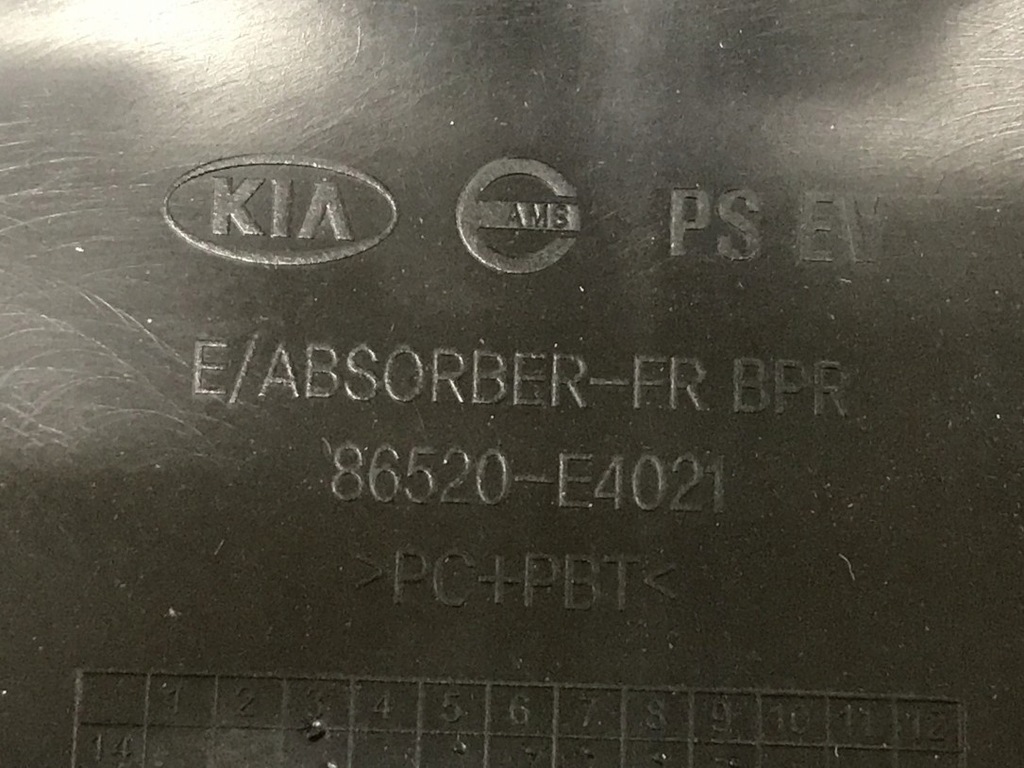 KIA AMS PS EV
E/ABSORBER-FR BPR
86520-E4021
>PC+PBT<
1 2 3 4 5 6 7 8 9 10 11 12
14